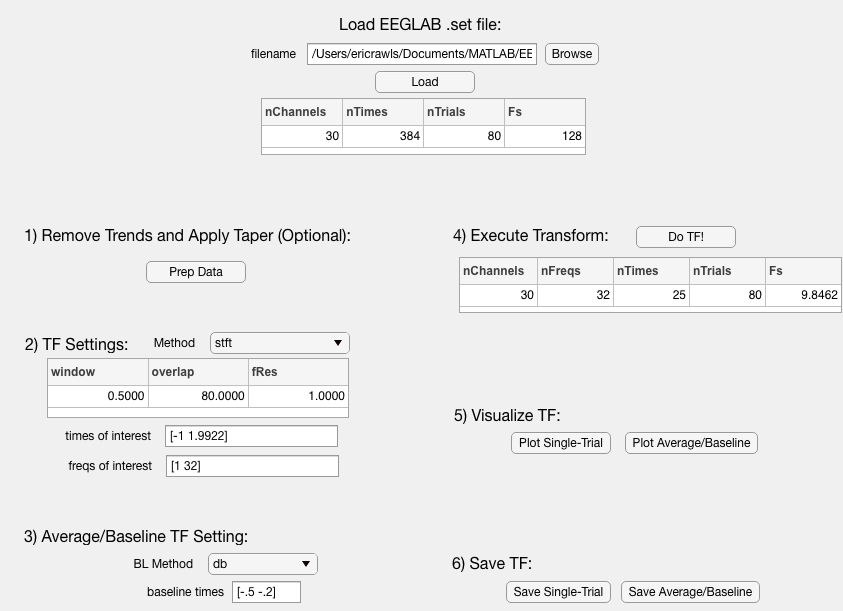 Load EEGLAB .set file:
filename /Users/ericrawls/Documents/MATLAB/EE Browse
Load
nChannels nTimes nTrials Fs
30 384 80 128
1) Remove Trends and Apply Taper (Optional):
Prep Data
2) TF Settings: Method stft
window overlap fRes
0.5000 80.0000 1.0000
times of interest [-1 1.9922]
freqs of interest [1 32]
3) Average/Baseline TF Setting:
BL Method db
baseline times [-.5 -.2]
4) Execute Transform: Do TF!
nChannels nFreqs nTimes nTrials Fs
30 32 25 80 9.8462
5) Visualize TF:
Plot Single-Trial Plot Average/Baseline
6) Save TF:
Save Single-Trial Save Average/Baseline